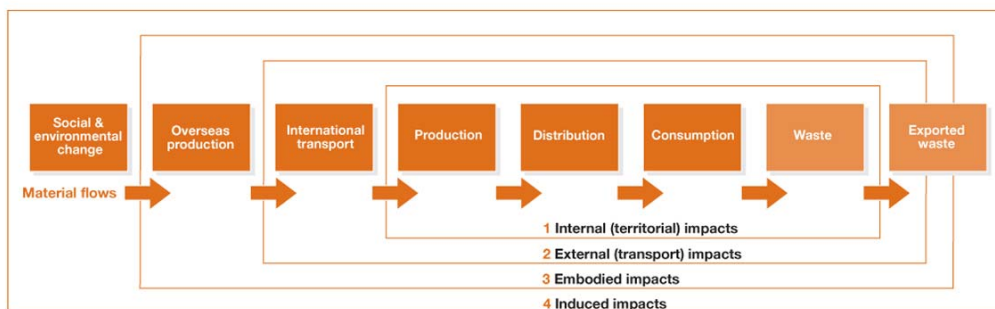 Social &
environmental
change
Overseas
production
International
transport
Production
Distribution
Consumption
Waste
Exported
waste
Material flows
1 Internal (territorial) impacts
2 External (transport) impacts
3 Embodied impacts
4 Induced impacts